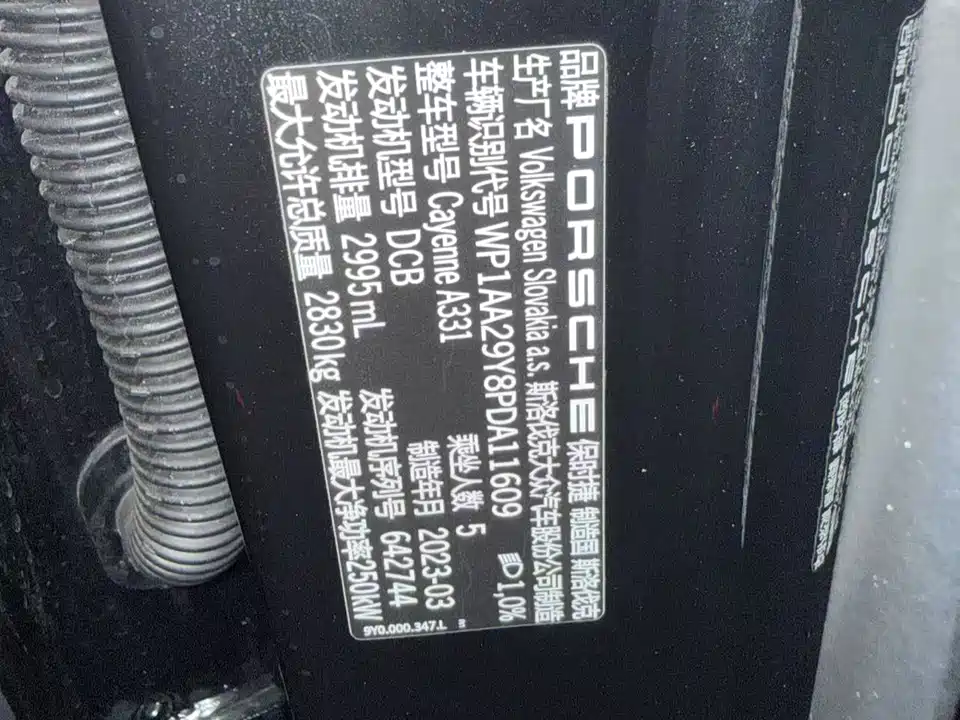 品牌 PORSCHE 保时捷 制造国 斯洛伐克
生产厂名 Volkswagen Slovakia a.s. 斯洛伐克大众汽车股份公司制造
车辆识别代号 WP1AA29Y8PDA11609 1,0%
整车型号 Cayenne A331 乘坐人数 5
发动机型号 DCB 制造年月 2023-03
发动机排量 2995mL 发动机序列号 642744
最大允许总质量 2830kg 发动机最大净功率250kW
9Y0.000.347.L